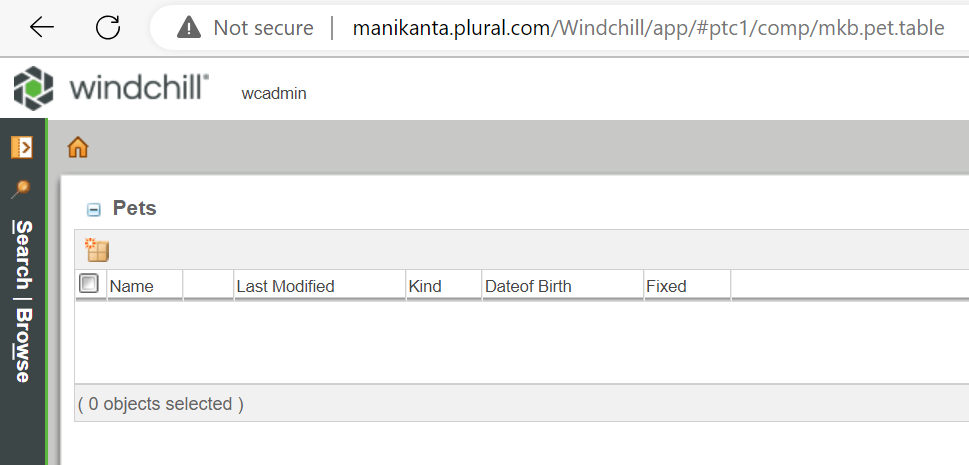 Not secure | manikanta.plural.com/Windchill/app/#ptc1/comp/mkb.pet.table
windchill®
wcadmin
Search | Browse
Pets
Name Last Modified Kind Dateof Birth Fixed
( 0 objects selected )